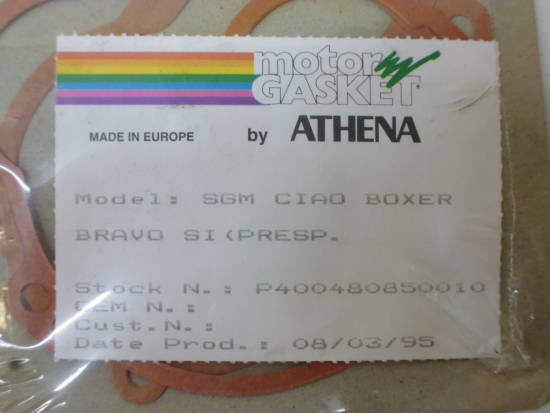 motor
GASKET®
MADE IN EUROPE by ATHENA
Model: SGM CIAO BOXER
BRAVO SI(PRESP.
Stock N.: P400480850010
OEM N.:
Cust.N.:
Date Prod.: 08/03/95